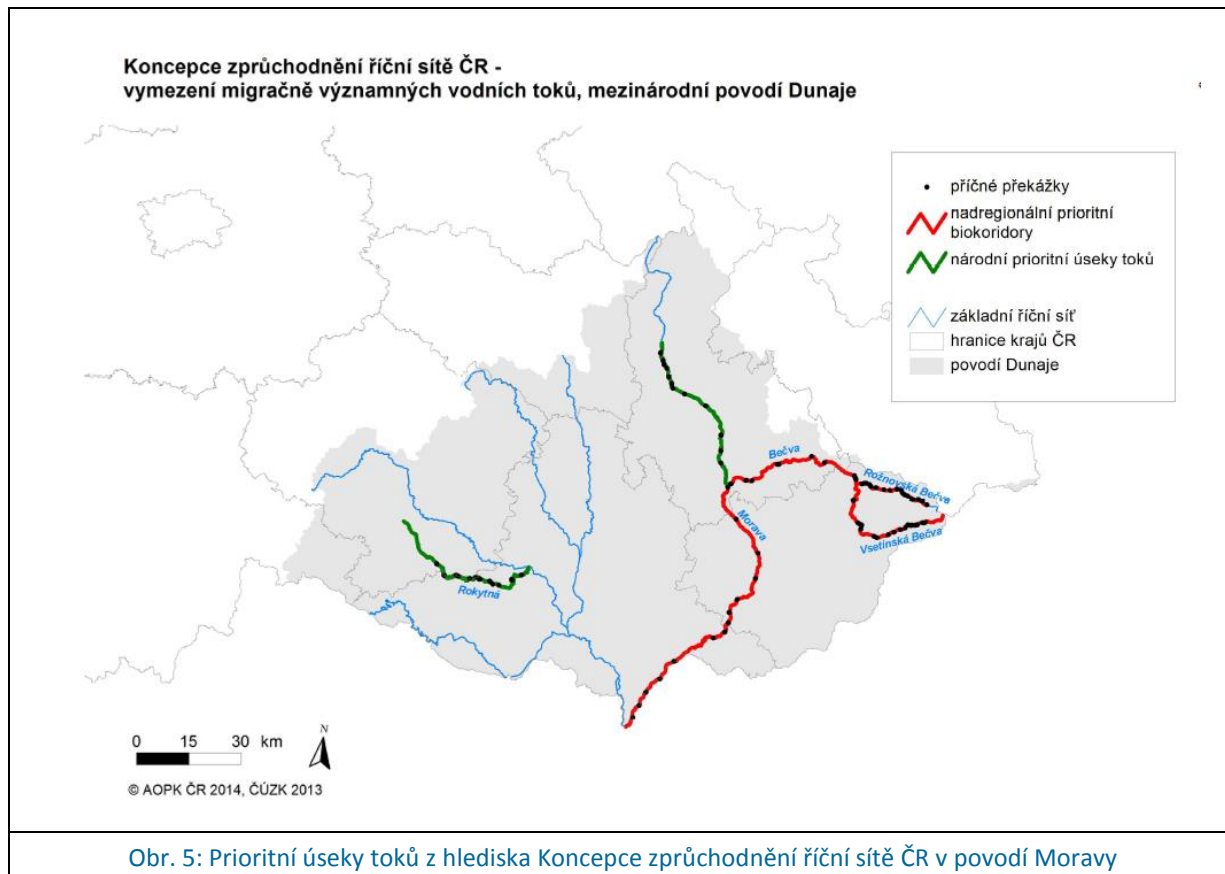 Koncepce zprůchodnění říční sítě ČR -
vymezení migračně významných vodních toků, mezinárodní povodí Dunaje
příčné překážky
nadregionální prioritní
biokoridory
národní prioritní úseky toků
základní říční síť
hranice krajů ČR
povodí Dunaje
Bečva
Rožnovská Bečva
Morava
Vsetínská Bečva
Rokytná
N
0 15 30 km
© AOPK ČR 2014, ČÚZK 2013
Obr. 5: Prioritní úseky toků z hlediska Koncepce zprůchodnění říční sítě ČR v povodí Moravy